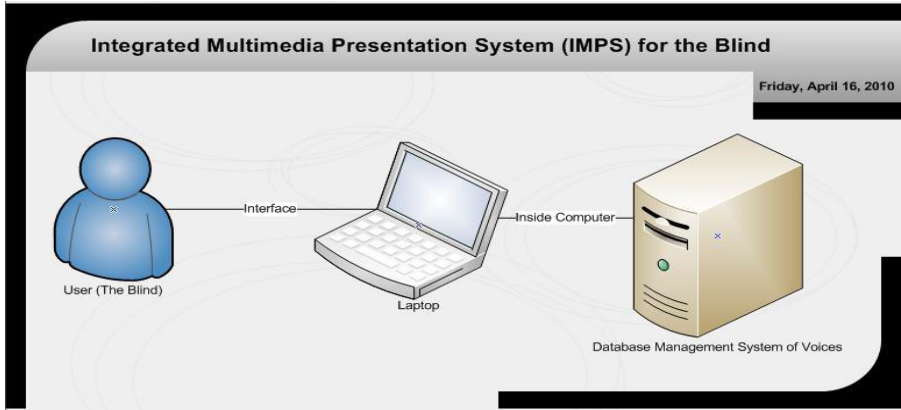 Integrated Multimedia Presentation System (IMPS) for the Blind
Friday, April 16, 2010
Interface
Inside Computer
User (The Blind)
Laptop
Database Management System of Voices